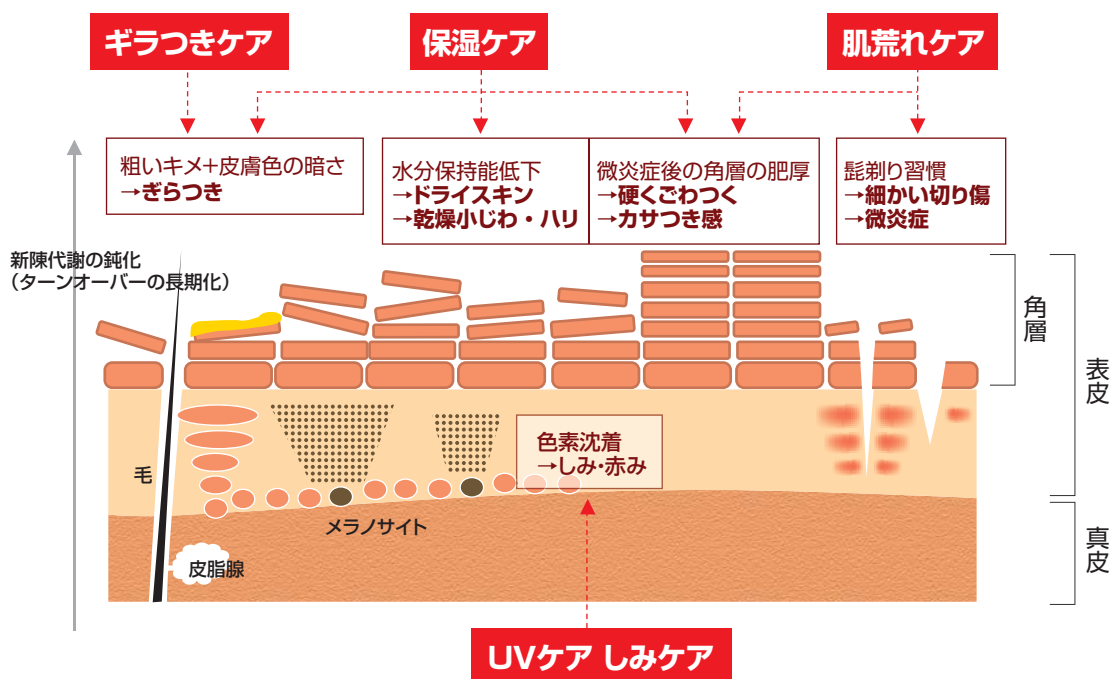 ギラつきケア
保湿ケア
肌荒れケア
粗いキメ+皮膚色の暗さ
→ぎらつき
水分保持能低下
→ドライスキン
→乾燥小じわ・ハリ
微炎症後の角層の肥厚
→硬くごわつく
→カサつき感
髭剃り習慣
→細かい切り傷
→微炎症
新陳代謝の鈍化
（ターンオーバーの長期化）
角層
表皮
色素沈着
→しみ・赤み
毛
メラノサイト
真皮
皮脂腺
UVケア しみケア